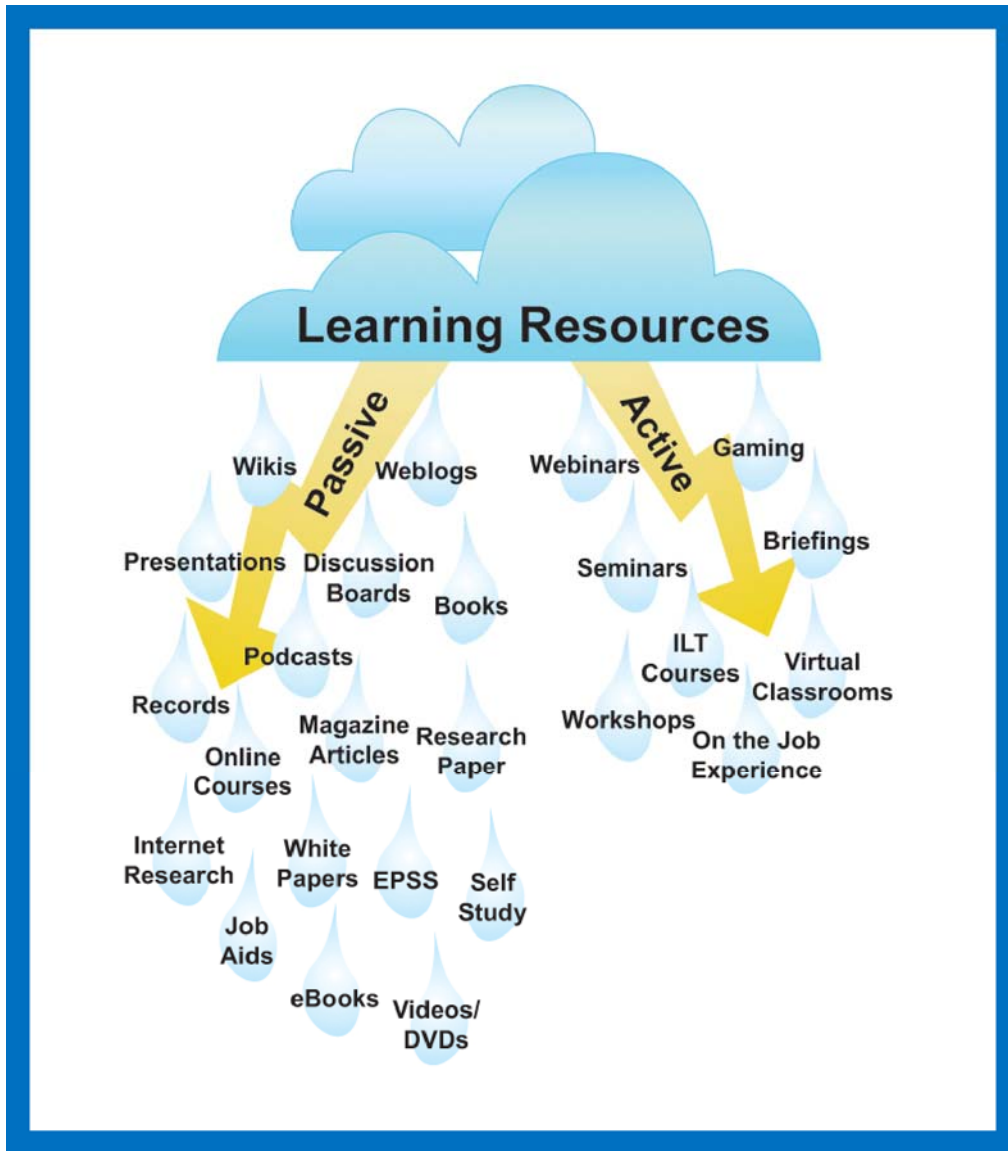 Learning Resources
Passive
Active
Wikis
Weblogs
Presentations
Discussion
Boards
Books
Podcasts
Records
Magazine
Articles
Research
Paper
Online
Courses
Internet
Research
White
Papers
EPSS
Self
Study
Job
Aids
eBooks
Videos/
DVDs
Webinars
Gaming
Briefings
Seminars
ILT
Courses
Virtual
Classrooms
Workshops
On the Job
Experience